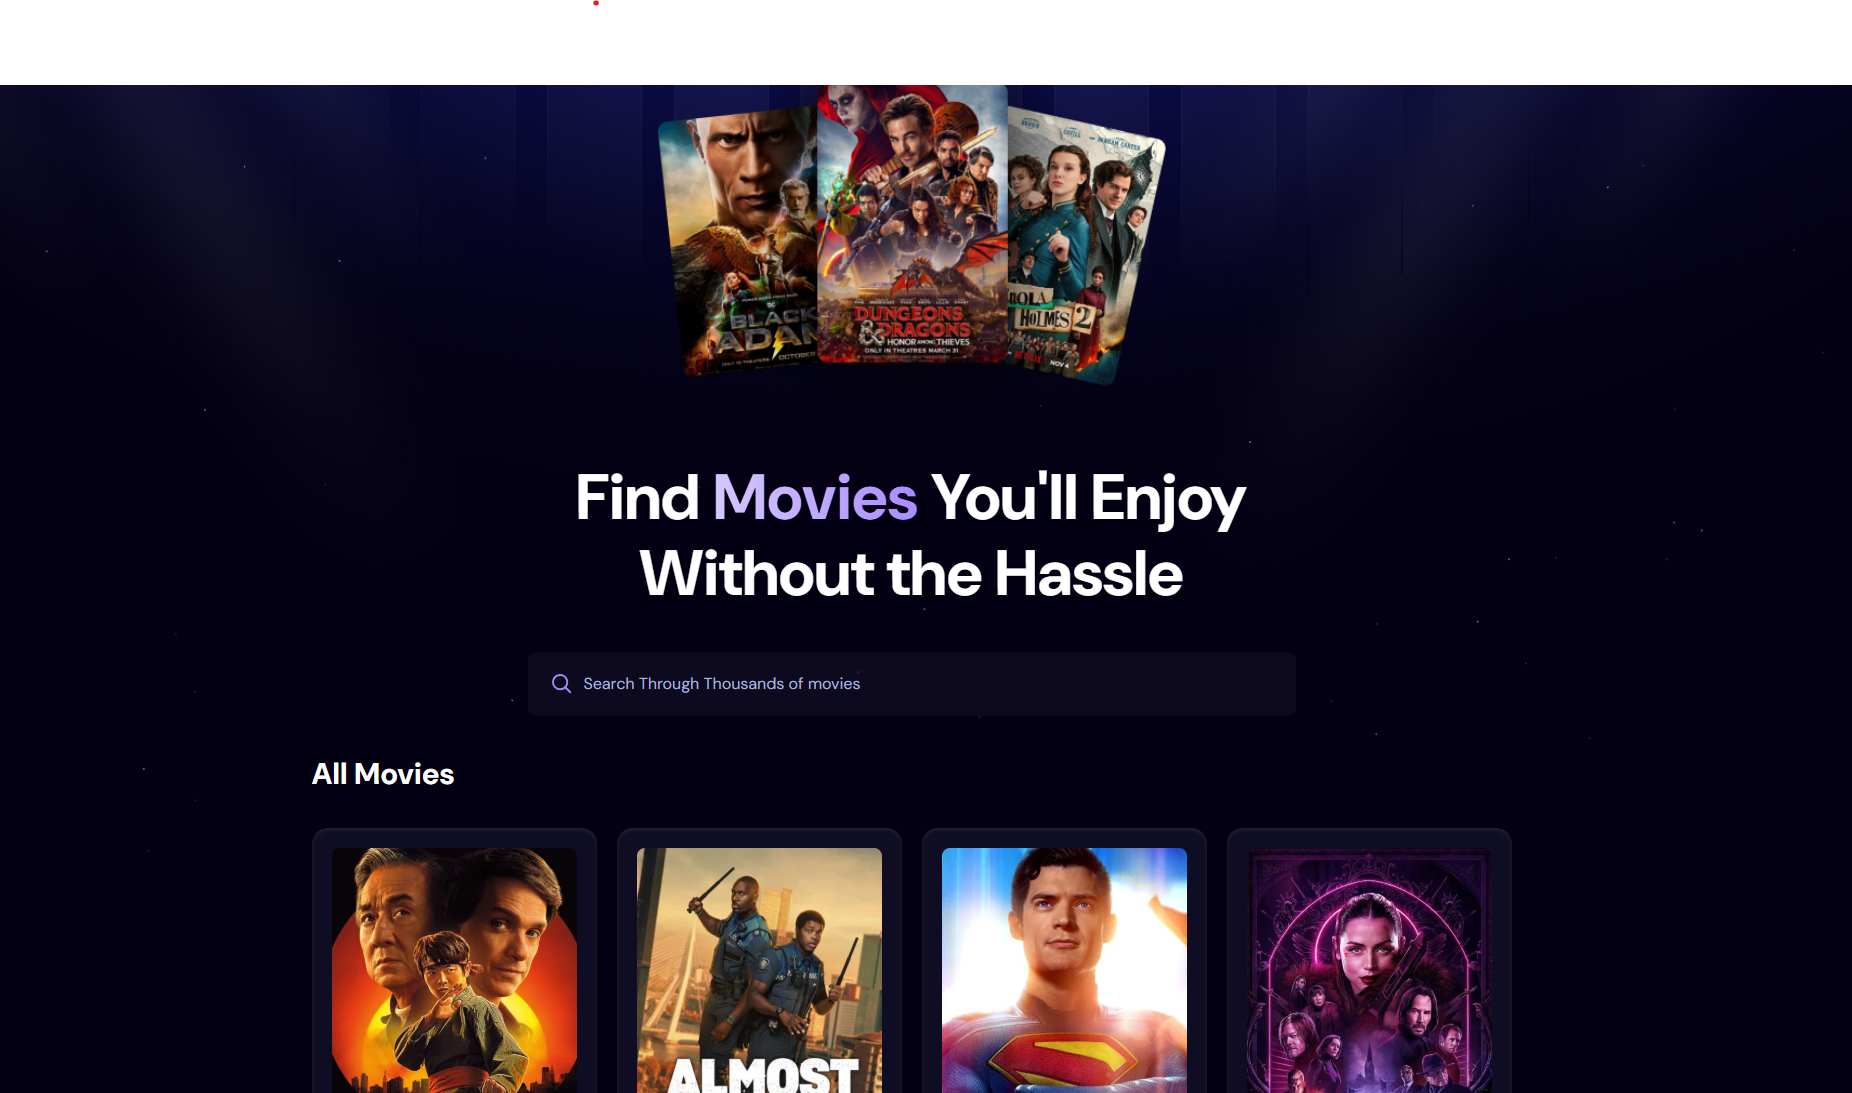 BLACK
ADAM
OCTOBER
DUNGEONS
& DRAGONS
HONOR AMONG THIEVES
ONLY IN THEATRES MARCH 31
HOLMES 2
NETFLIX
NOV 4
Find Movies You'll Enjoy
Without the Hassle
Search Through Thousands of movies
All Movies
ALMOST